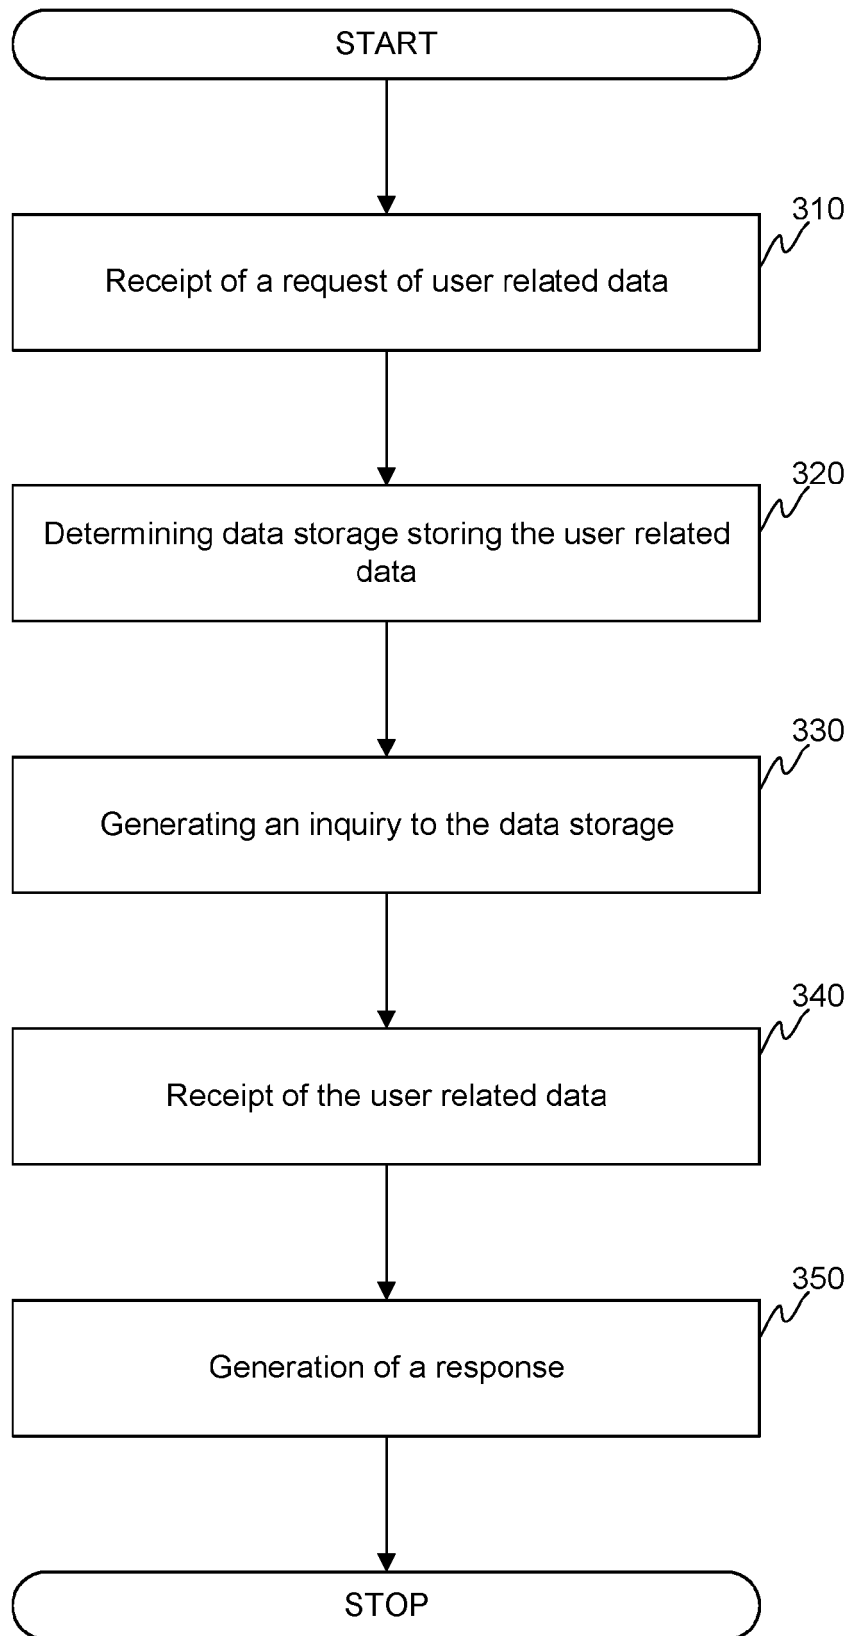 START
310
Receipt of a request of user related data
320
Determining data storage storing the user related
data
330
Generating an inquiry to the data storage
340
Receipt of the user related data
350
Generation of a response
STOP